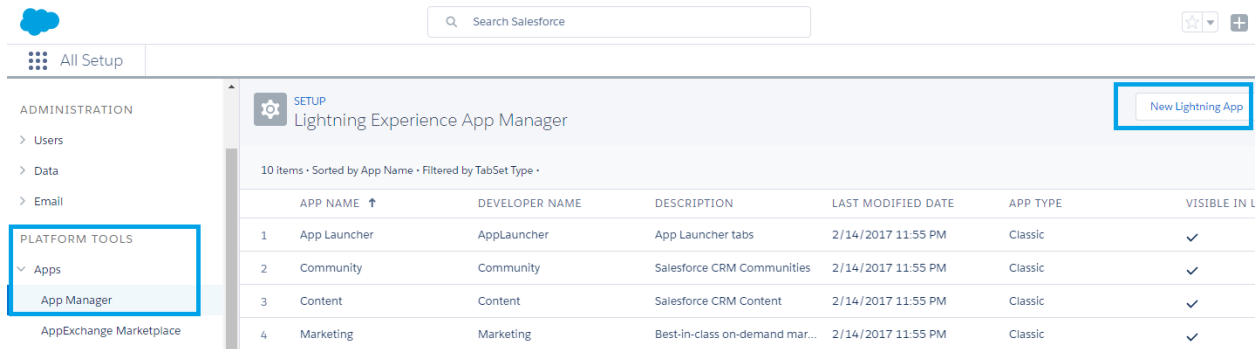 Search Salesforce
All Setup
ADMINISTRATION
Users
Data
Email
PLATFORM TOOLS
Apps
App Manager
AppExchange Marketplace
SETUP
Lightning Experience App Manager
New Lightning App
10 items • Sorted by App Name • Filtered by TabSet Type •
APP NAME ↑ DEVELOPER NAME DESCRIPTION LAST MODIFIED DATE APP TYPE VISIBLE IN L
1 App Launcher AppLauncher App Launcher tabs 2/14/2017 11:55 PM Classic ✓
2 Community Community Salesforce CRM Communities 2/14/2017 11:55 PM Classic ✓
3 Content Content Salesforce CRM Content 2/14/2017 11:55 PM Classic ✓
4 Marketing Marketing Best-in-class on-demand mar... 2/14/2017 11:55 PM Classic ✓